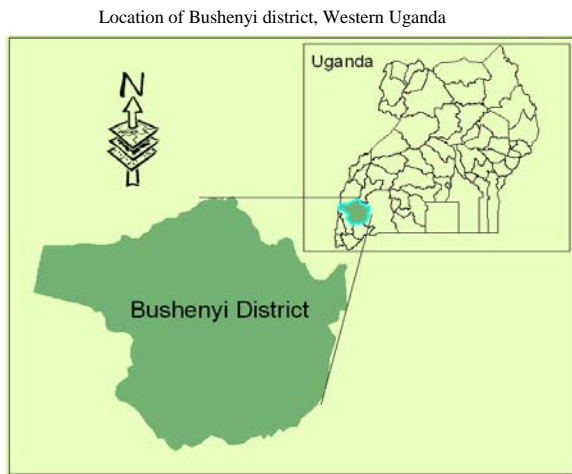 Location of Bushenyi district, Western Uganda
Uganda
N
Bushenyi District